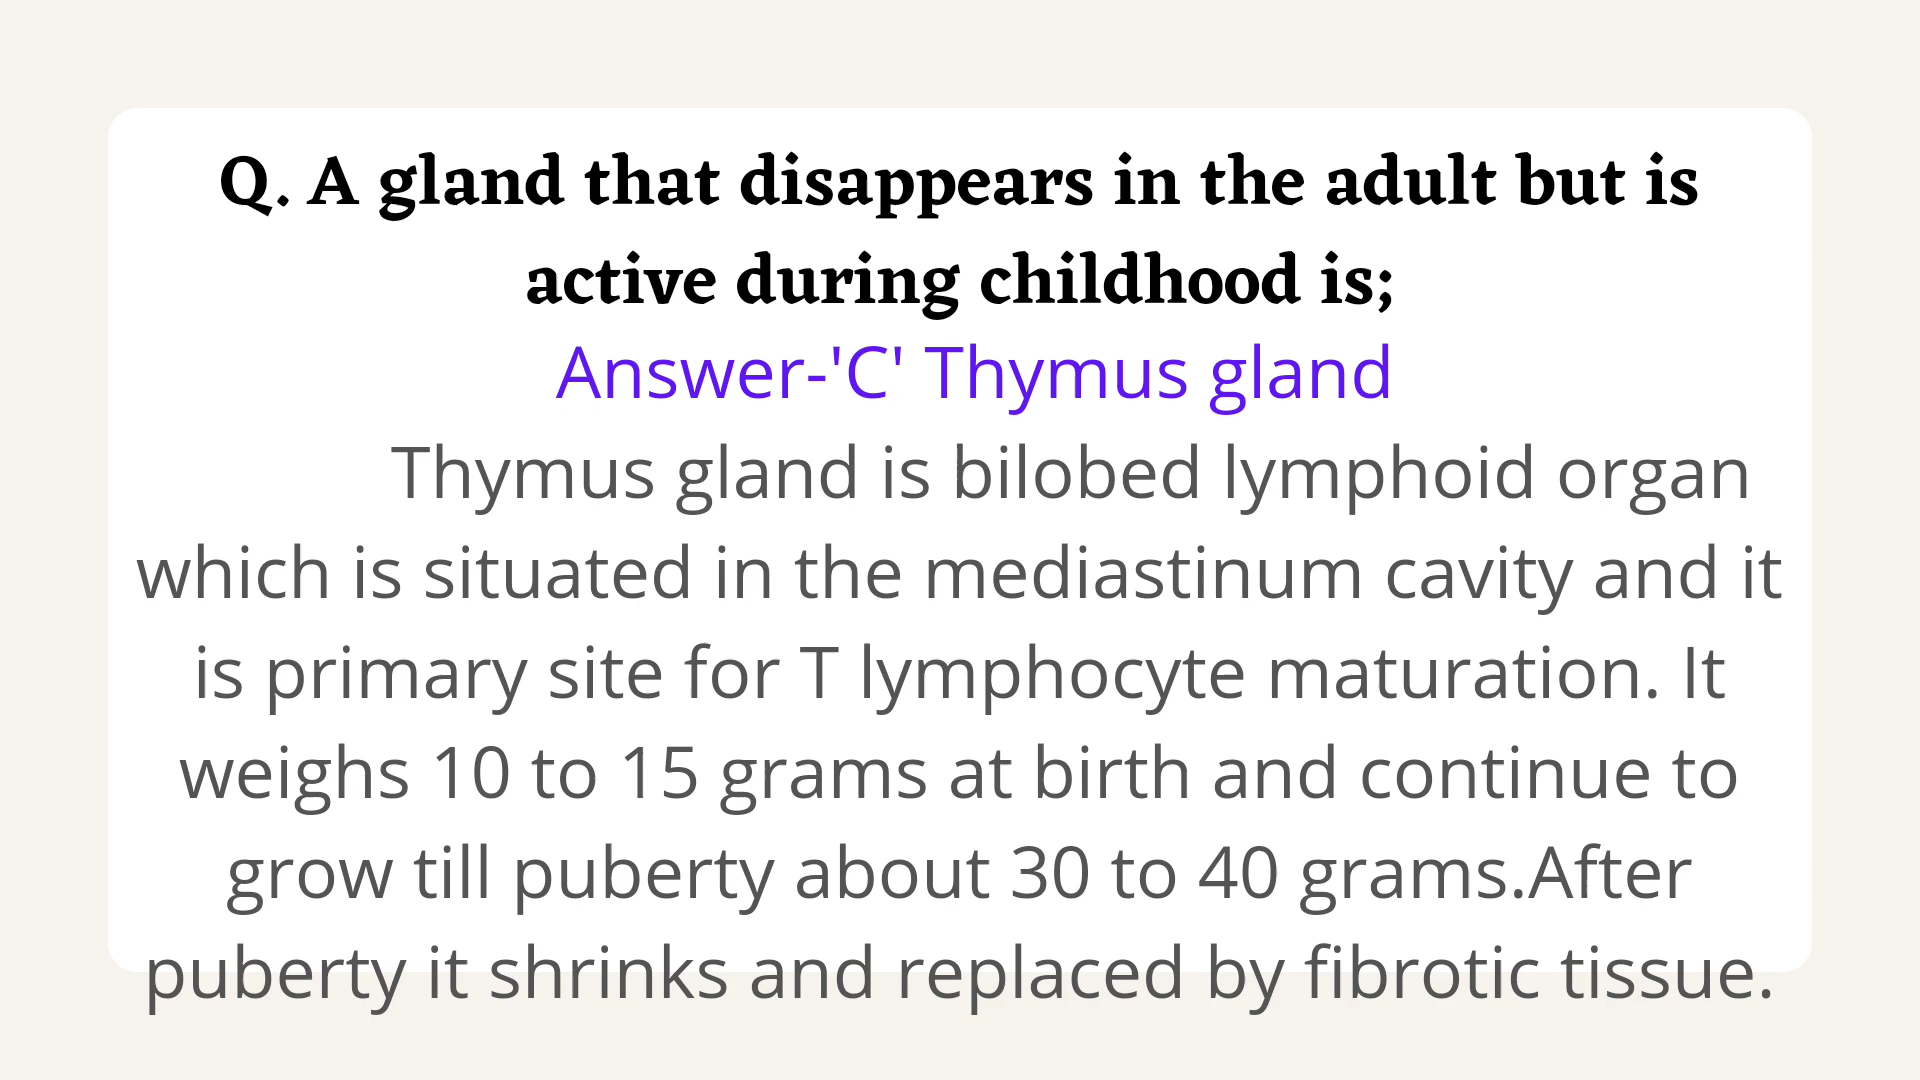 Q. A gland that disappears in the adult but is
active during childhood is;
Answer-'C' Thymus gland
Thymus gland is bilobed lymphoid organ
which is situated in the mediastinum cavity and it
is primary site for T lymphocyte maturation. It
weighs 10 to 15 grams at birth and continue to
grow till puberty about 30 to 40 grams.After
puberty it shrinks and replaced by fibrotic tissue.